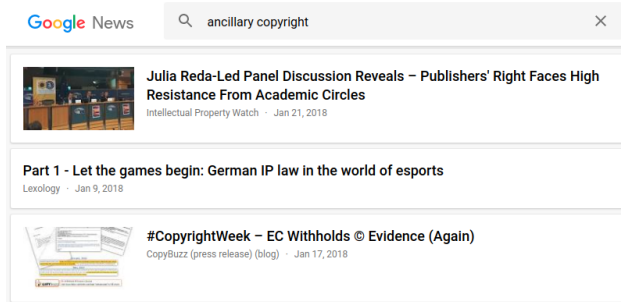 Google News
ancillary copyright
Julia Reda-Led Panel Discussion Reveals – Publishers' Right Faces High
Resistance From Academic Circles
Intellectual Property Watch · Jan 21, 2018
Part 1 - Let the games begin: German IP law in the world of esports
Lexology · Jan 9, 2018
#CopyrightWeek – EC Withholds © Evidence (Again)
CopyBuzz (press release) (blog) · Jan 17, 2018